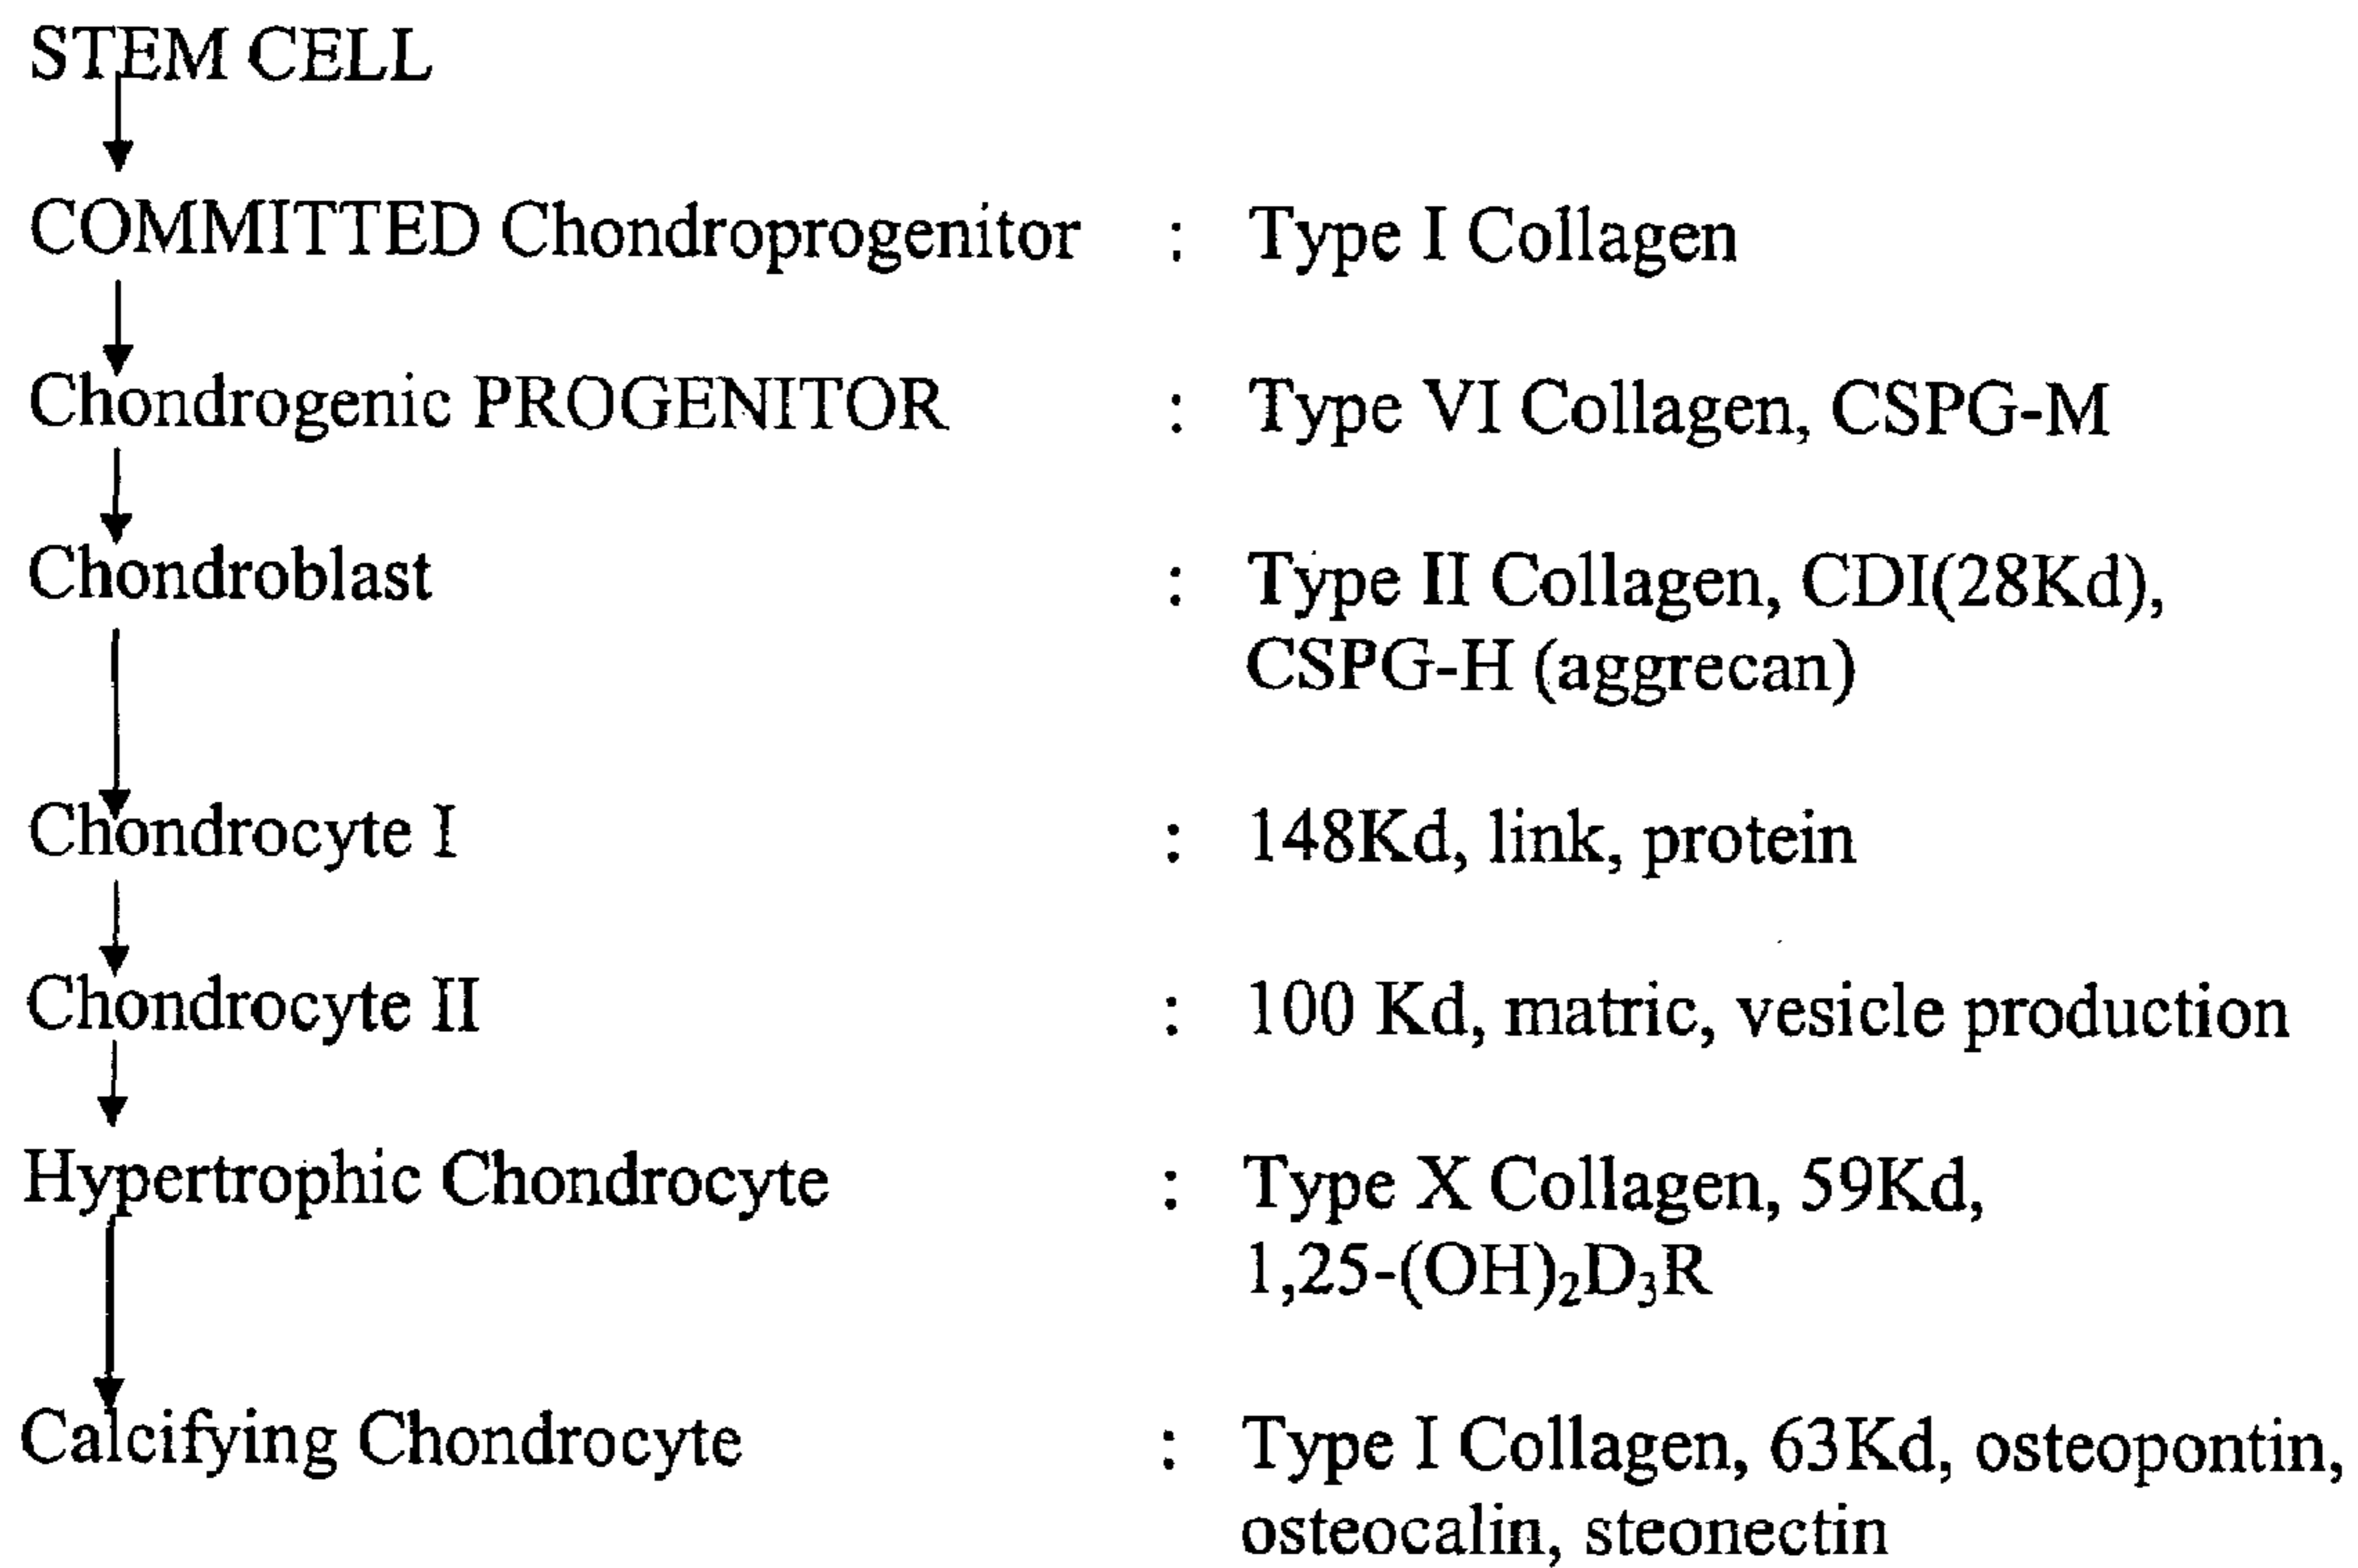 STEM CELL
COMMITTED Chondroprogenitor : Type I Collagen
Chondrogenic PROGENITOR : Type VI Collagen, CSPG-M
Chondroblast : Type II Collagen, CDI(28Kd),
CSPG-H (aggrecan)
Chondrocyte I : 148Kd, link, protein
Chondrocyte II : 100 Kd, matric, vesicle production
Hypertrophic Chondrocyte : Type X Collagen, 59Kd,
1,25-(OH)₂D₃R
Calcifying Chondrocyte : Type I Collagen, 63Kd, osteopontin,
osteocalin, steonectin